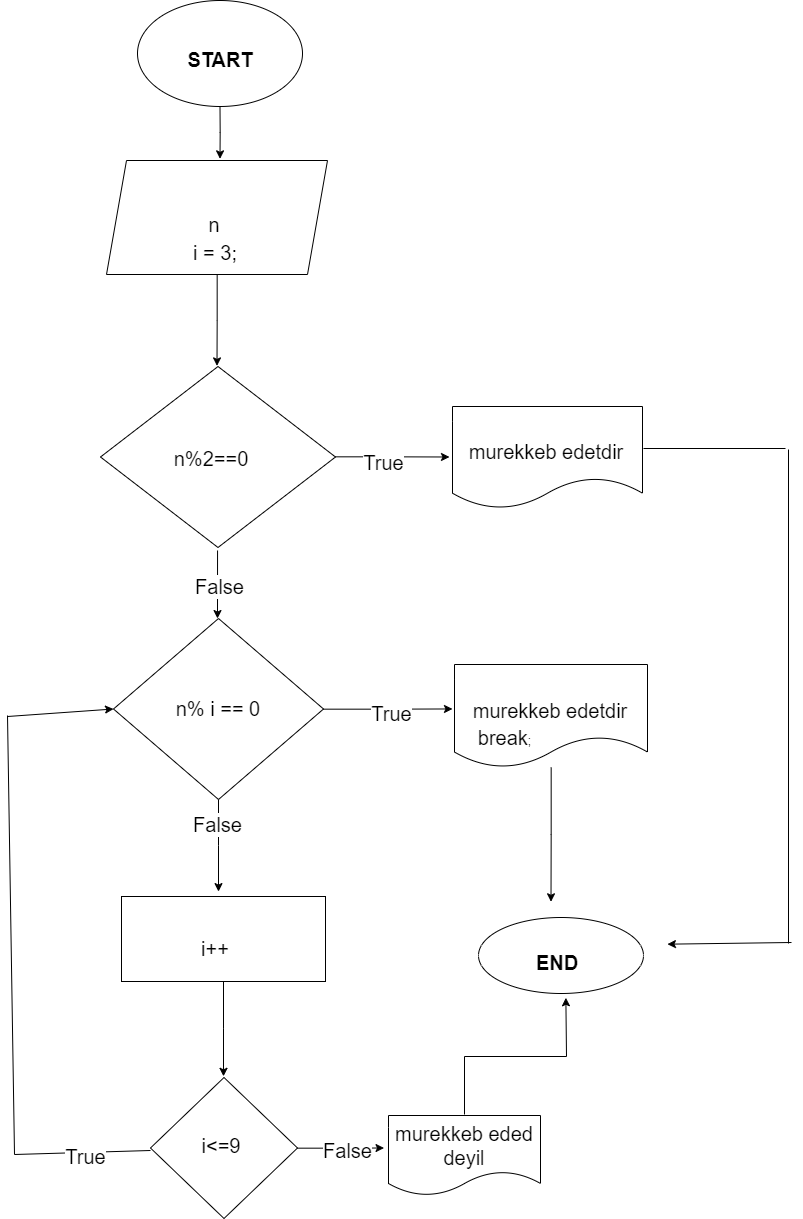 START
n
i = 3;
n%2==0
True
murekkeb edetdir
False
n% i == 0
True
murekkeb edetdir
break;
False
i++
END
i<=9
True
False
murekkeb eded
deyil